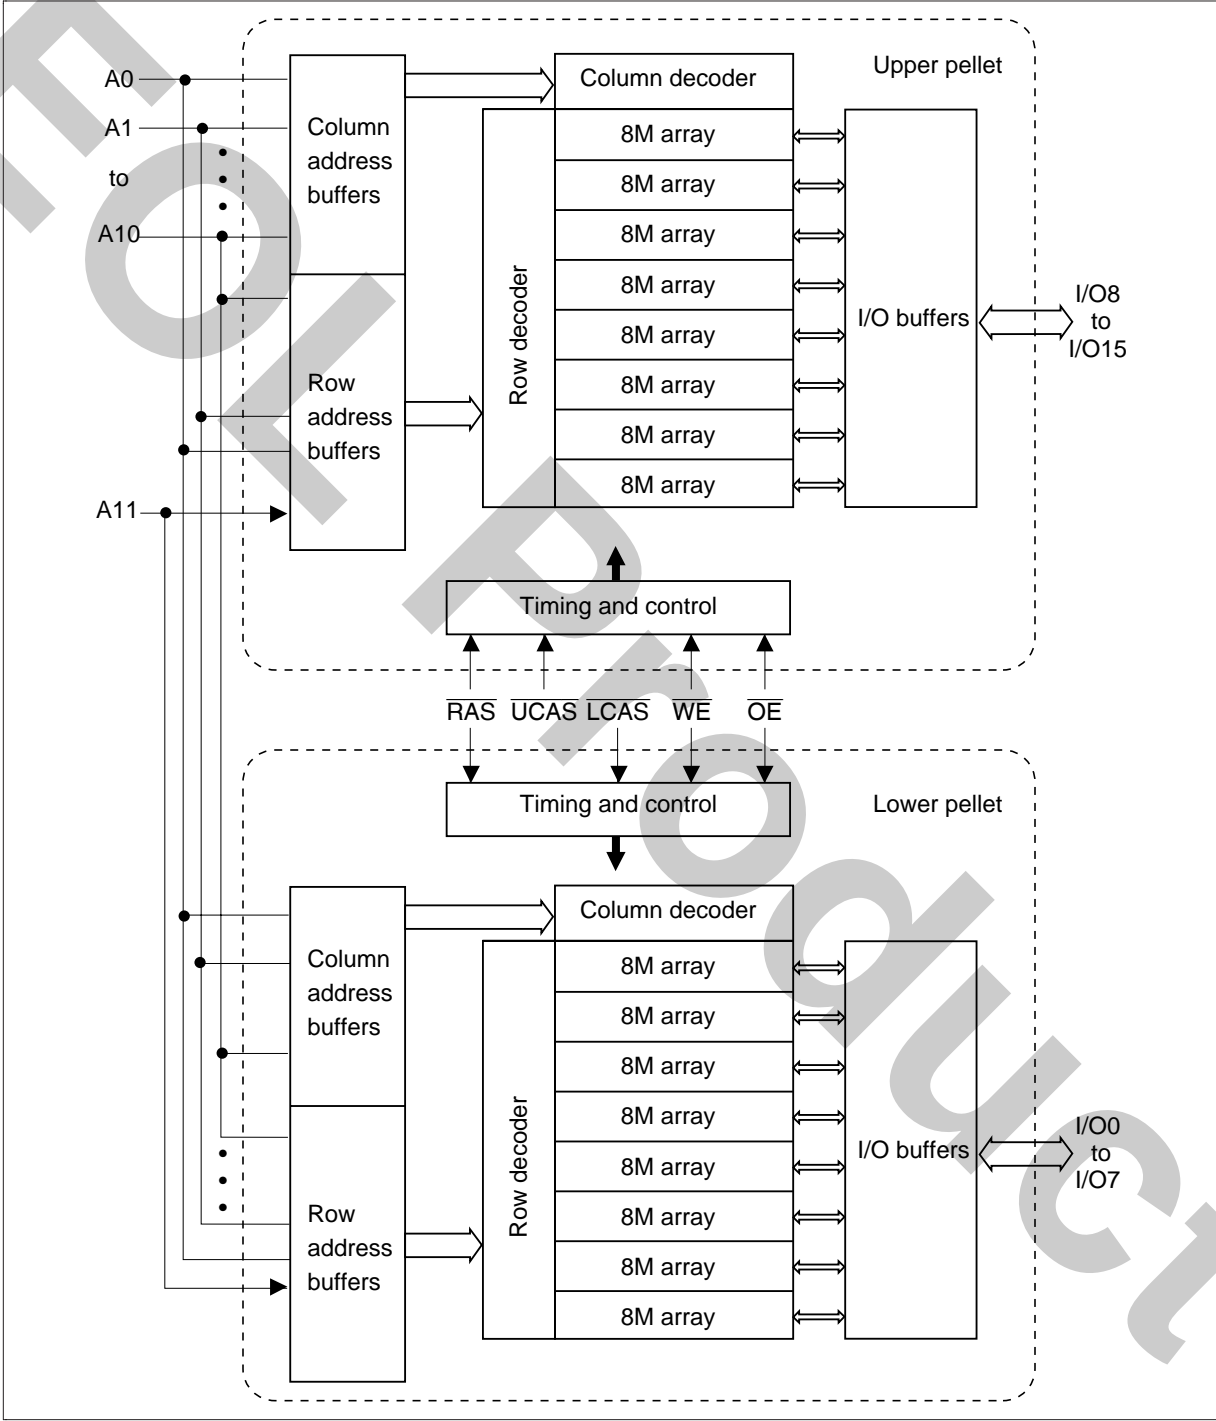 Upper pellet
A0
A1
to
A10
A11
Column
address
buffers
Row
address
buffers
Column decoder
Row decoder
8M array
8M array
8M array
8M array
8M array
8M array
8M array
8M array
I/O buffers
I/O8
to
I/O15
Timing and control
RAS UCAS LCAS WE OE
Timing and control
Lower pellet
Column
address
buffers
Row
address
buffers
Column decoder
Row decoder
8M array
8M array
8M array
8M array
8M array
8M array
8M array
8M array
I/O buffers
I/O0
to
I/O7
EOL Product